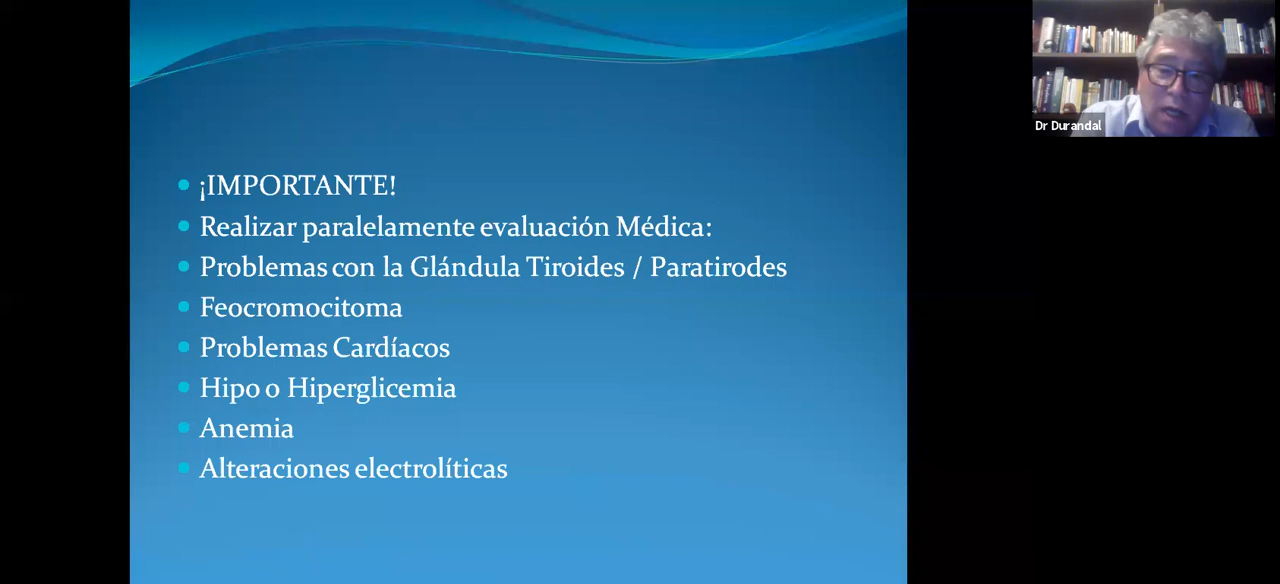 ¡IMPORTANTE!
Realizar paralelamente evaluación Médica:
Problemas con la Glándula Tiroides / Paratirodes
Feocromocitoma
Problemas Cardíacos
Hipo o Hiperglicemia
Anemia
Alteraciones electrolíticas
Dr Durandal